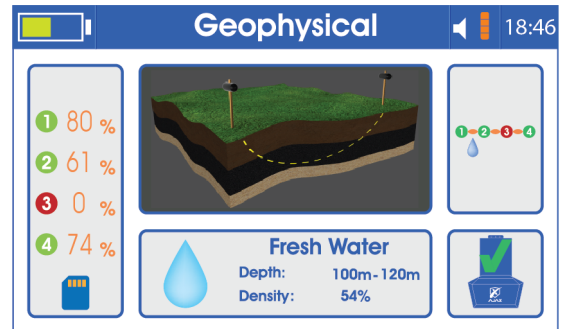 Geophysical
18:46
1 80 %
2 61 %
3 0 %
4 74 %
1 2 3 4
Fresh Water
Depth: 100m-120m
Density: 54%
AJAX